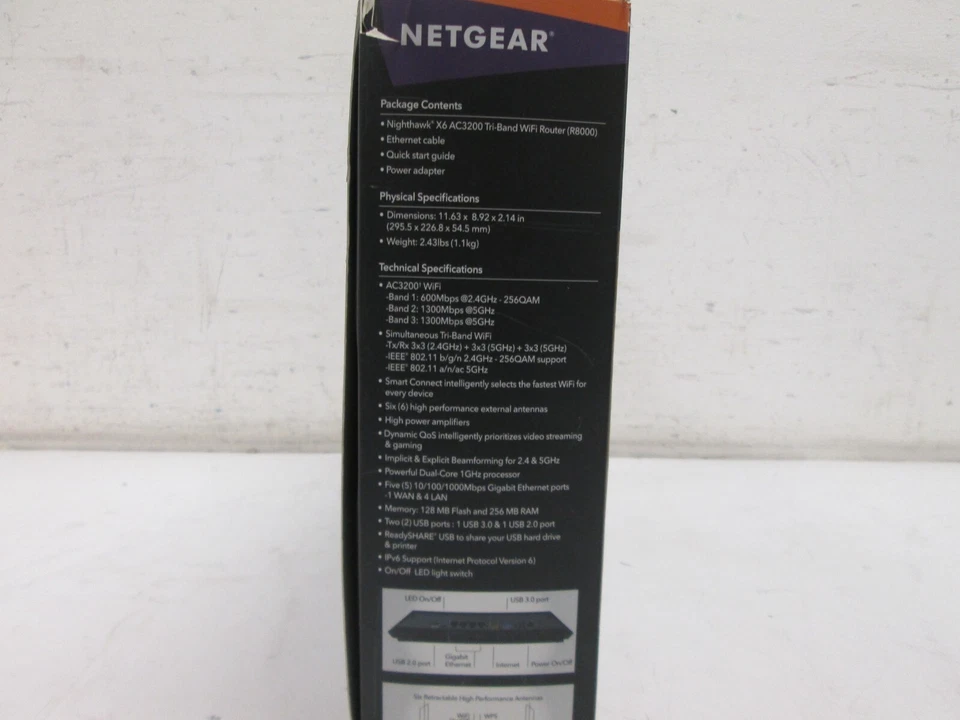 NETGEAR®
Package Contents
• Nighthawk® X6 AC3200 Tri-Band WiFi Router (R8000)
• Ethernet cable
• Quick start guide
• Power adapter
Physical Specifications
• Dimensions: 11.63 x 8.92 x 2.14 in
(295.5 x 226.8 x 54.5 mm)
• Weight: 2.43lbs (1.1kg)
Technical Specifications
• AC3200† WiFi
-Band 1: 600Mbps @2.4GHz - 256QAM
-Band 2: 1300Mbps @5GHz
-Band 3: 1300Mbps @5GHz
• Simultaneous Tri-Band WiFi
-Tx/Rx 3x3 (2.4GHz) + 3x3 (5GHz) + 3x3 (5GHz)
-IEEE® 802.11 b/g/n 2.4GHz - 256QAM support
-IEEE® 802.11 a/n/ac 5GHz
• Smart Connect intelligently selects the fastest WiFi for
every device
• Six (6) high performance external antennas
• High power amplifiers
• Dynamic QoS intelligently prioritizes video streaming
& gaming
• Implicit & Explicit Beamforming for 2.4 & 5GHz
• Powerful Dual-Core 1GHz processor
• Five (5) 10/100/1000Mbps Gigabit Ethernet ports
-1 WAN & 4 LAN
• Memory: 128 MB Flash and 256 MB RAM
• Two (2) USB ports : 1 USB 3.0 & 1 USB 2.0 port
• ReadySHARE® USB to share your USB hard drive
& printer
• IPv6 Support (Internet Protocol Version 6)
• On/Off LED light switch
LED On/Off USB 3.0 port
USB 2.0 port Gigabit Ethernet Internet Power On/Off
Six Retractable High Performance Antennas
WiFi WPS